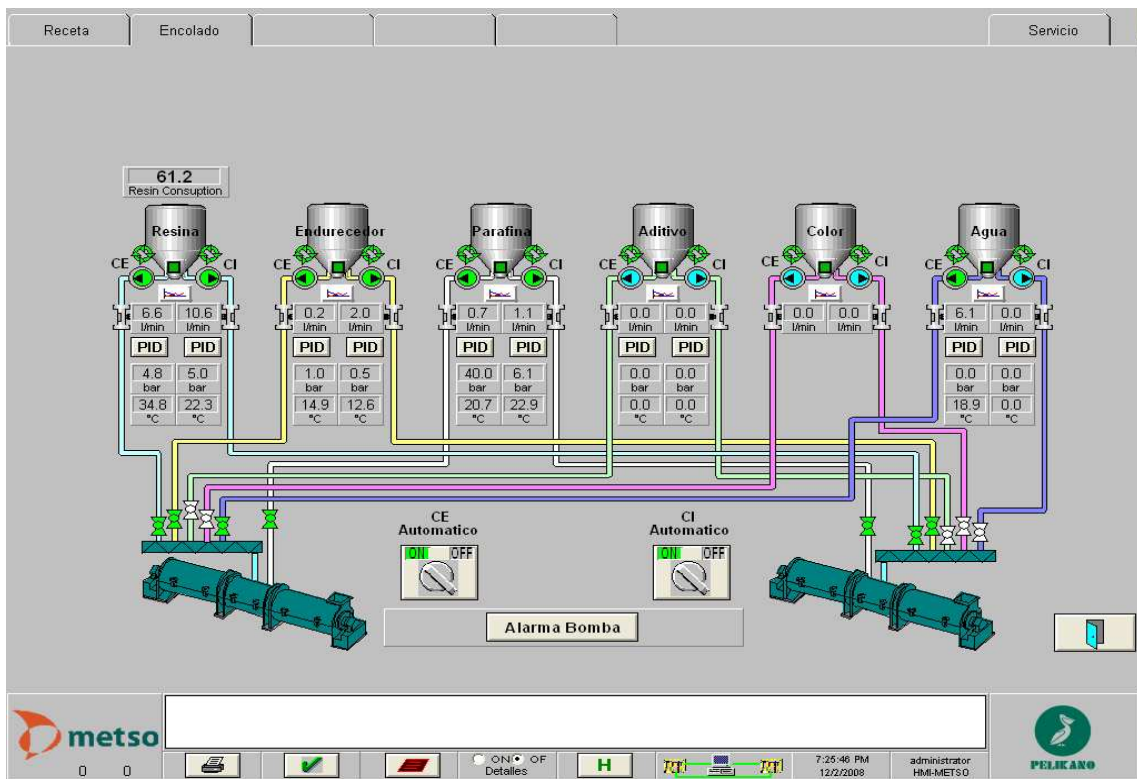 Receta Encolado Servicio
61.2
Resin Consuption
Resina Endurecedor Parafina Aditivo Color Agua
CE CI CE CI CE CI CE CI CE CI CE CI
6.6 10.6 0.2 2.0 0.7 1.1 0.0 0.0 0.0 0.0 6.1 0.0
l/min l/min l/min l/min l/min l/min l/min l/min l/min l/min l/min l/min
PID PID PID PID PID PID PID PID PID PID
4.8 5.0 1.0 0.5 40.0 6.1 0.0 0.0 0.0 0.0
bar bar bar bar bar bar bar bar bar bar
34.8 22.3 14.9 12.6 20.7 22.9 0.0 0.0 18.9 0.0
°C °C °C °C °C °C °C °C °C °C
CE CI
Automatico Automatico
ON OFF ON OFF
Alarma Bomba
metso
0 0
ON OF
Detalles
H
7:25:46 PM
12/2/2008
administrator
HMI-METSO
PELIKANO